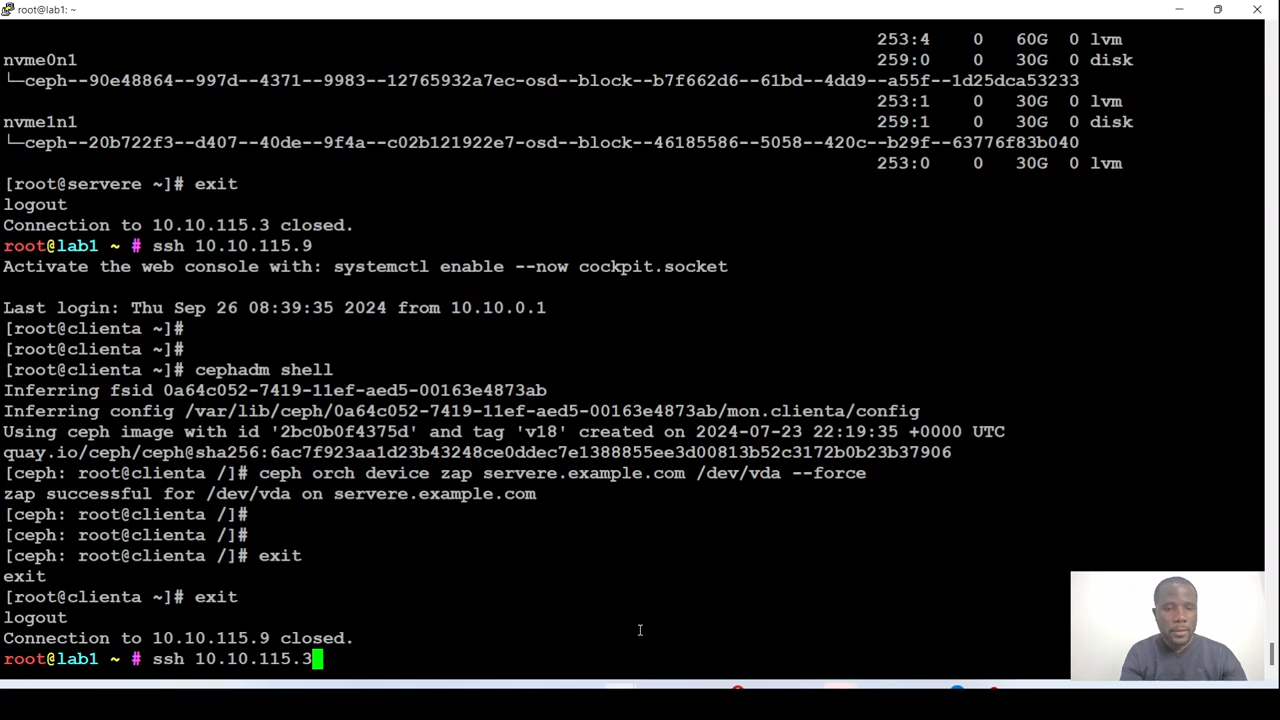 root@lab1: ~
253:4 0 60G 0 lvm
nvme0n1 259:0 0 30G 0 disk
└─ceph--90e48864--997d--4371--9983--12765932a7ec-osd--block--b7f662d6--61bd--4dd9--a55f--1d25dca53233
253:1 0 30G 0 lvm
nvme1n1 259:1 0 30G 0 disk
└─ceph--20b722f3--d407--40de--9f4a--c02b121922e7-osd--block--46185586--5058--420c--b29f--63776f83b040
253:0 0 30G 0 lvm
[root@servere ~]# exit
logout
Connection to 10.10.115.3 closed.
root@lab1 ~ # ssh 10.10.115.9
Activate the web console with: systemctl enable --now cockpit.socket
Last login: Thu Sep 26 08:39:35 2024 from 10.10.0.1
[root@clienta ~]#
[root@clienta ~]#
[root@clienta ~]# cephadm shell
Inferring fsid 0a64c052-7419-11ef-aed5-00163e4873ab
Inferring config /var/lib/ceph/0a64c052-7419-11ef-aed5-00163e4873ab/mon.clienta/config
Using ceph image with id '2bc0b0f4375d' and tag 'v18' created on 2024-07-23 22:19:35 +0000 UTC
quay.io/ceph/ceph@sha256:6ac7f923aa1d23b43248ce0ddec7e1388855ee3d00813b52c3172b0b23b37906
[ceph: root@clienta /]# ceph orch device zap servere.example.com /dev/vda --force
zap successful for /dev/vda on servere.example.com
[ceph: root@clienta /]#
[ceph: root@clienta /]#
[ceph: root@clienta /]# exit
exit
[root@clienta ~]# exit
logout
Connection to 10.10.115.9 closed.
root@lab1 ~ # ssh 10.10.115.3